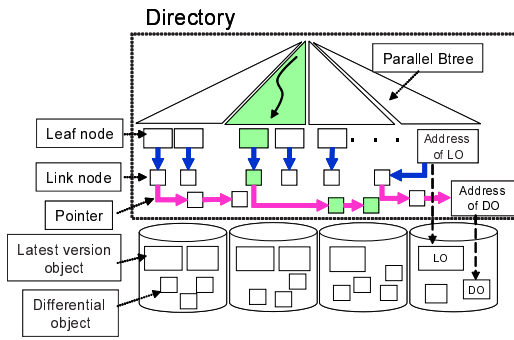 Directory
Parallel Btree
Leaf node
Address
of LO
Link node
Address
of DO
Pointer
Latest version
object
LO
Differential
object
DO